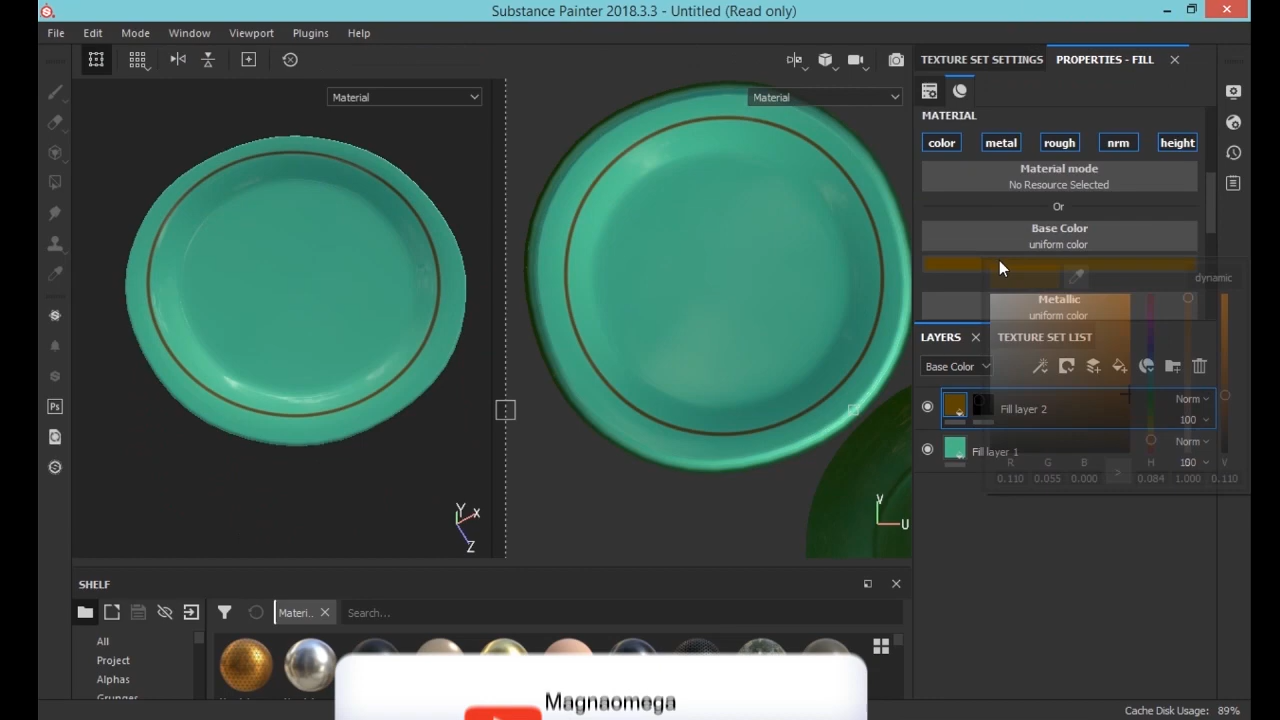 Substance Painter 2018.3.3 - Untitled (Read only)
File Edit Mode Window Viewport Plugins Help
TEXTURE SET SETTINGS PROPERTIES - FILL
Material Material
MATERIAL
color metal rough nrm height
Material mode
No Resource Selected
Or
Base Color
uniform color
dynamic
Metallic
uniform color
LAYERS TEXTURE SET LIST
Base Color
Norm
Fill layer 2
100
Norm
Fill layer 1
100
R G B H V
0.110 0.055 0.000 > 0.084 1.000 0.110
Ps
Y X
Z
V
U
SHELF
Materi.. Search...
All
Project
Alphas
Grunges
Magnaomega
Cache Disk Usage: 89%